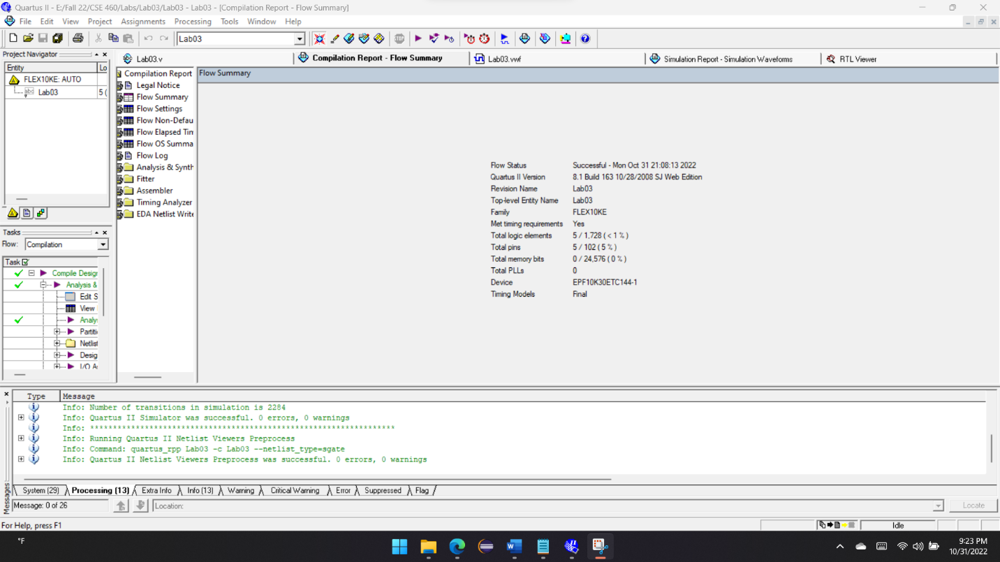 Quartus II - E:/Fall 22/CSE 460/Labs/Lab03/Lab03 - Lab03 - [Compilation Report - Flow Summary]
File Edit View Project Assignments Processing Tools Window Help
Lab03
Project Navigator
Entity Lo
FLEX10KE: AUTO
abc Lab03 5 (
Tasks
Flow: Compilation
Task
Compile Design
Analysis &
Edit S
View
Analy
Partiti
Netlist
Desig
I/O A
Lab03.v
Compilation Report - Flow Summary
Lab03.vwf
Simulation Report - Simulation Waveforms
RTL Viewer
Compilation Report
Legal Notice
Flow Summary
Flow Settings
Flow Non-Defau
Flow Elapsed Tim
Flow OS Summa
Flow Log
Analysis & Synth
Fitter
Assembler
Timing Analyzer
EDA Netlist Write
Flow Summary
Flow Status Successful - Mon Oct 31 21:08:13 2022
Quartus II Version 8.1 Build 163 10/28/2008 SJ Web Edition
Revision Name Lab03
Top-level Entity Name Lab03
Family FLEX10KE
Met timing requirements Yes
Total logic elements 5 / 1,728 ( < 1 % )
Total pins 5 / 102 ( 5 % )
Total memory bits 0 / 24,576 ( 0 % )
Total PLLs 0
Device EPF10K30ETC144-1
Timing Models Final
Type Message
Info: Number of transitions in simulation is 2284
Info: Quartus II Simulator was successful. 0 errors, 0 warnings
Info: *******************************************************************
Info: Running Quartus II Netlist Viewers Preprocess
Info: Command: quartus_rpp Lab03 -c Lab03 --netlist_type=sgate
Info: Quartus II Netlist Viewers Preprocess was successful. 0 errors, 0 warnings
Messages
System (29) Processing (13) Extra Info Info (13) Warning Critical Warning Error Suppressed Flag
Message: 0 of 26 Location: Locate
For Help, press F1 Idle
°F
9:23 PM
10/31/2022